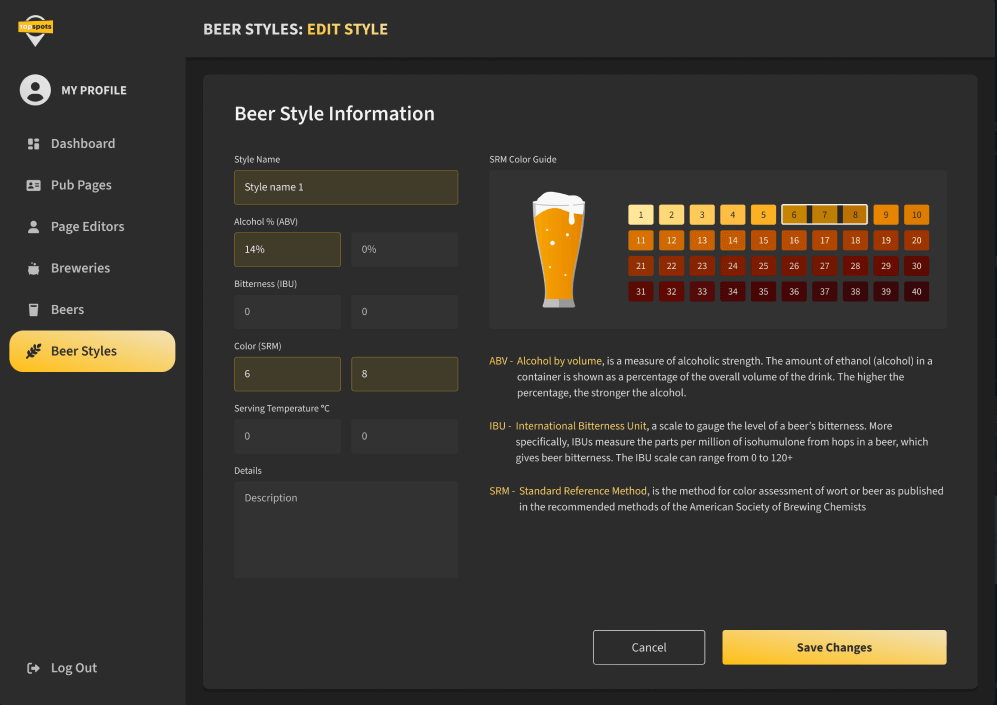 topspots
BEER STYLES: EDIT STYLE
MY PROFILE
Dashboard
Pub Pages
Page Editors
Breweries
Beers
Beer Styles
Log Out
Beer Style Information
Style Name
Style name 1
Alcohol % (ABV)
14% 0%
Bitterness (IBU)
0 0
Color (SRM)
6 8
Serving Temperature °C
0 0
Details
Description
SRM Color Guide
1 2 3 4 5 6 7 8 9 10
11 12 13 14 15 16 17 18 19 20
21 22 23 24 25 26 27 28 29 30
31 32 33 34 35 36 37 38 39 40
ABV - Alcohol by volume, is a measure of alcoholic strength. The amount of ethanol (alcohol) in a
container is shown as a percentage of the overall volume of the drink. The higher the
percentage, the stronger the alcohol.
IBU - International Bitterness Unit, a scale to gauge the level of a beer's bitterness. More
specifically, IBUs measure the parts per million of isohumulone from hops in a beer, which
gives beer bitterness. The IBU scale can range from 0 to 120+
SRM - Standard Reference Method, is the method for color assessment of wort or beer as published
in the recommended methods of the American Society of Brewing Chemists
Cancel
Save Changes